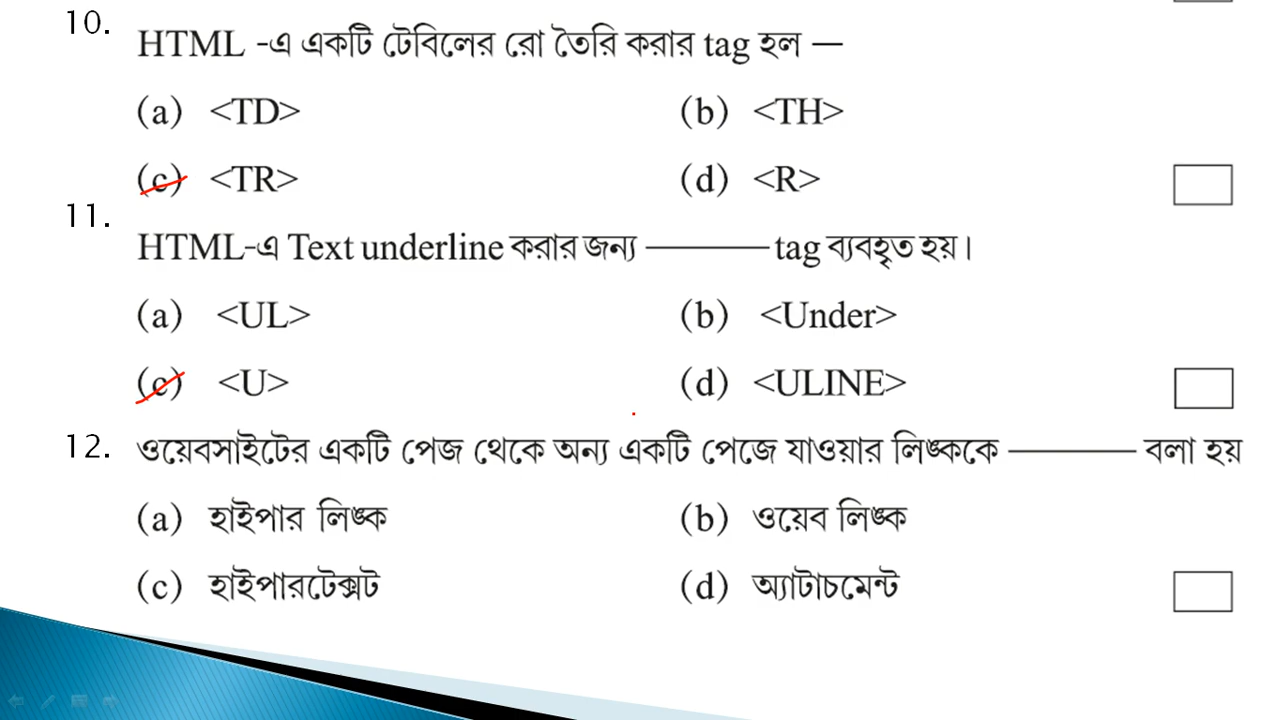 10. HTML -এ একটি টেবিলের রো তৈরি করার tag হল —
(a) <TD> (b) <TH>
(c) <TR> (d) <R>
11. HTML-এ Text underline করার জন্য ———— tag ব্যবহৃত হয়।
(a) <UL> (b) <Under>
(c) <U> (d) <ULINE>
12. ওয়েবসাইটের একটি পেজ থেকে অন্য একটি পেজে যাওয়ার লিঙ্ককে ———— বলা হয়
(a) হাইপার লিঙ্ক (b) ওয়েব লিঙ্ক
(c) হাইপারটেক্সট (d) অ্যাটাচমেন্ট